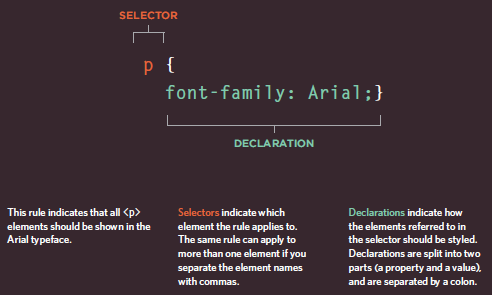 SELECTOR
p {
font-family: Arial;}
DECLARATION
This rule indicates that all <p>
elements should be shown in the
Arial typeface.
Selectors indicate which
element the rule applies to.
The same rule can apply to
more than one element if you
separate the element names
with commas.
Declarations indicate how
the elements referred to in
the selector should be styled.
Declarations are split into two
parts (a property and a value),
and are separated by a colon.